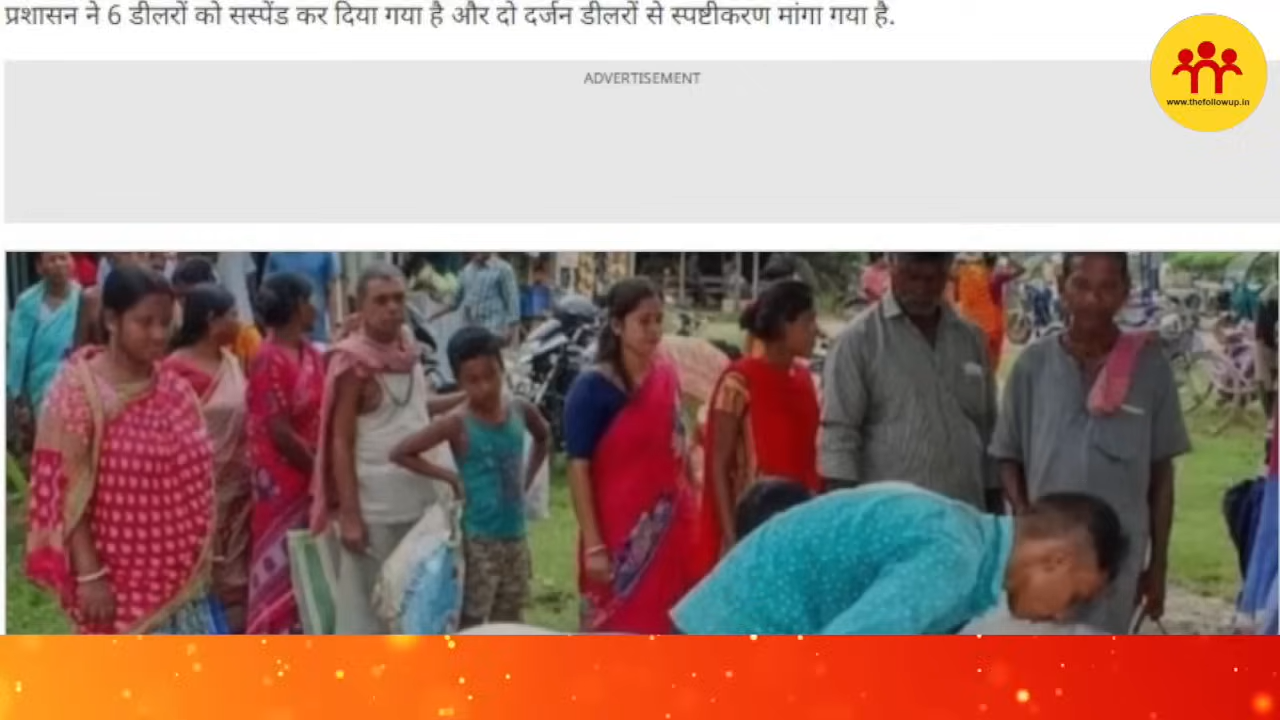 प्रशासन ने 6 डीलरों को सस्पेंड कर दिया गया है और दो दर्जन डीलरों से स्पष्टीकरण मांगा गया है.
ADVERTISEMENT
www.thefollowup.in